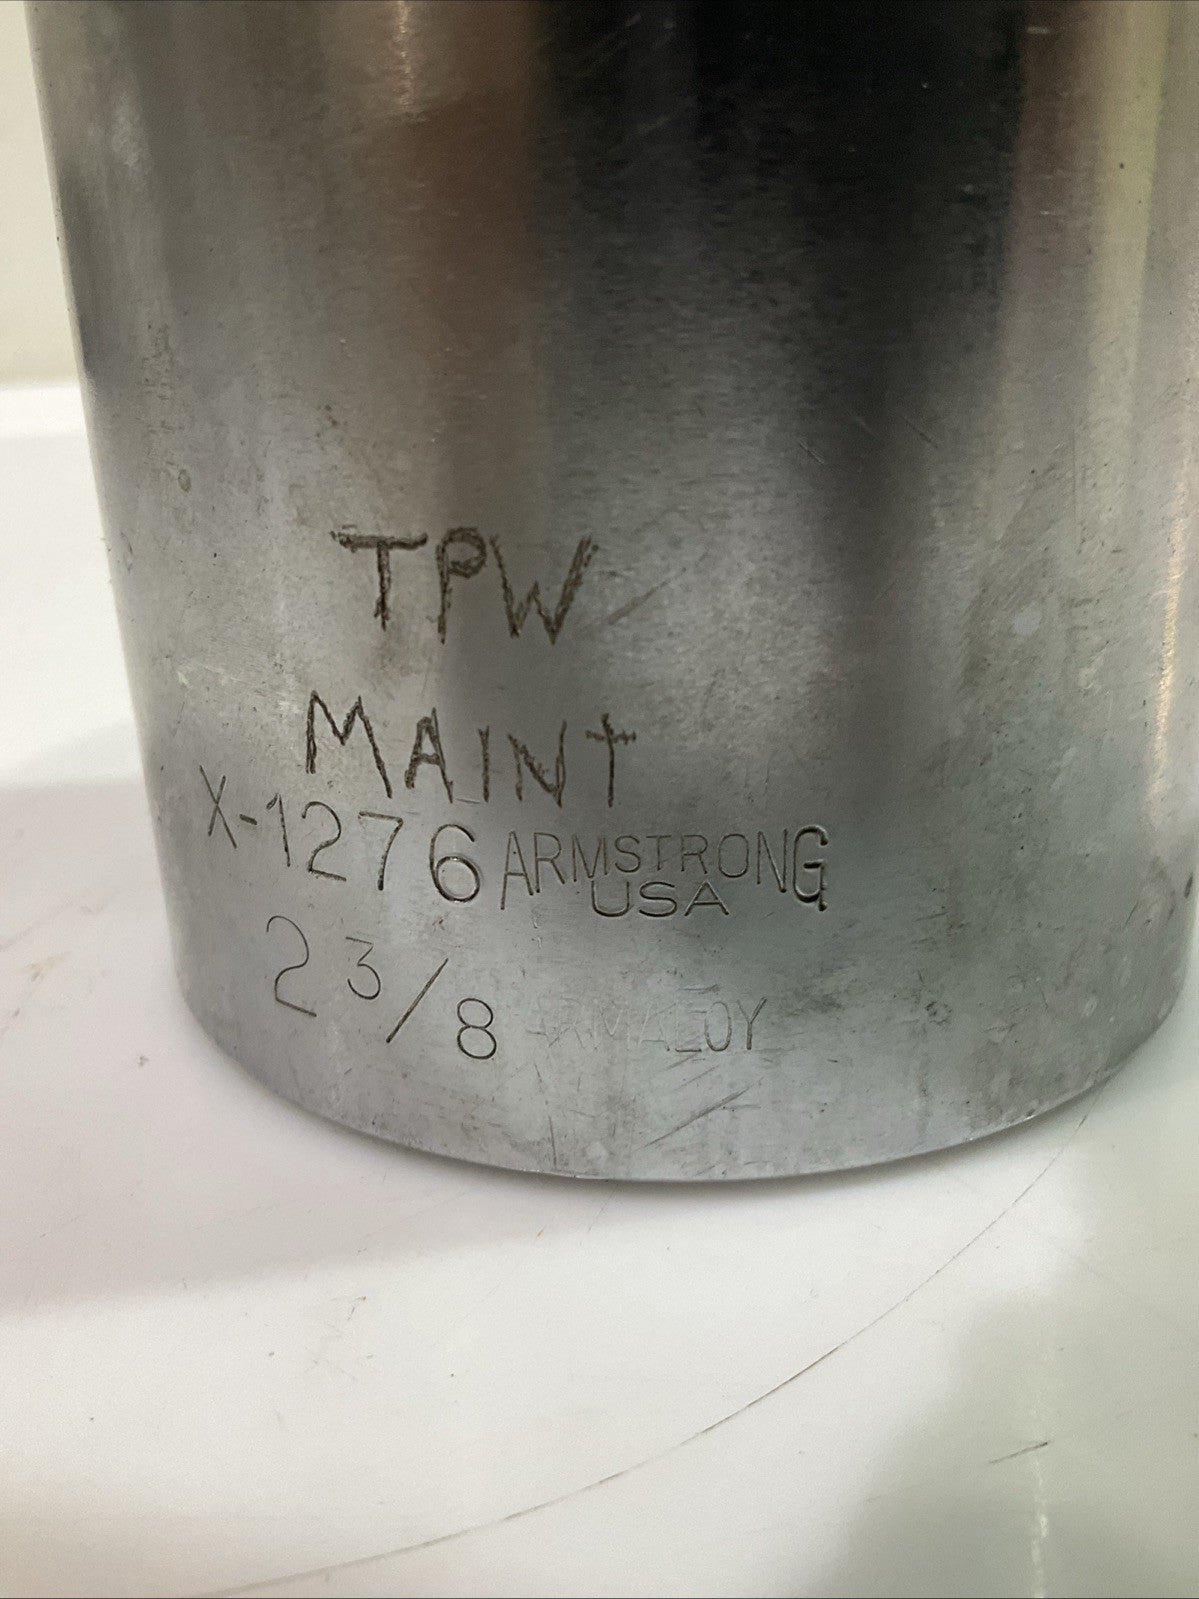 TPW
MAINT
X-1276 ARMSTRONG
USA
2 3/8 ARMALOY